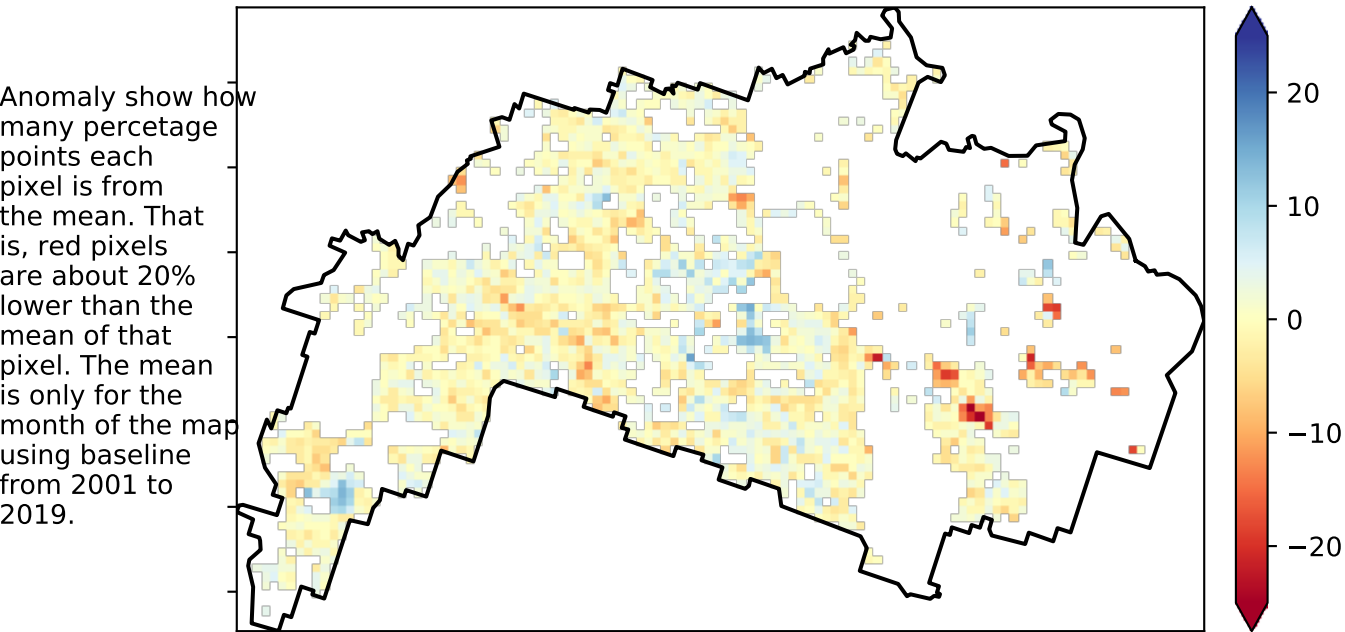 Anomaly show how
many percetage
points each
pixel is from
the mean. That
is, red pixels
are about 20%
lower than the
mean of that
pixel. The mean
is only for the
month of the map
using baseline
from 2001 to
2019.
20
10
0
−10
−20